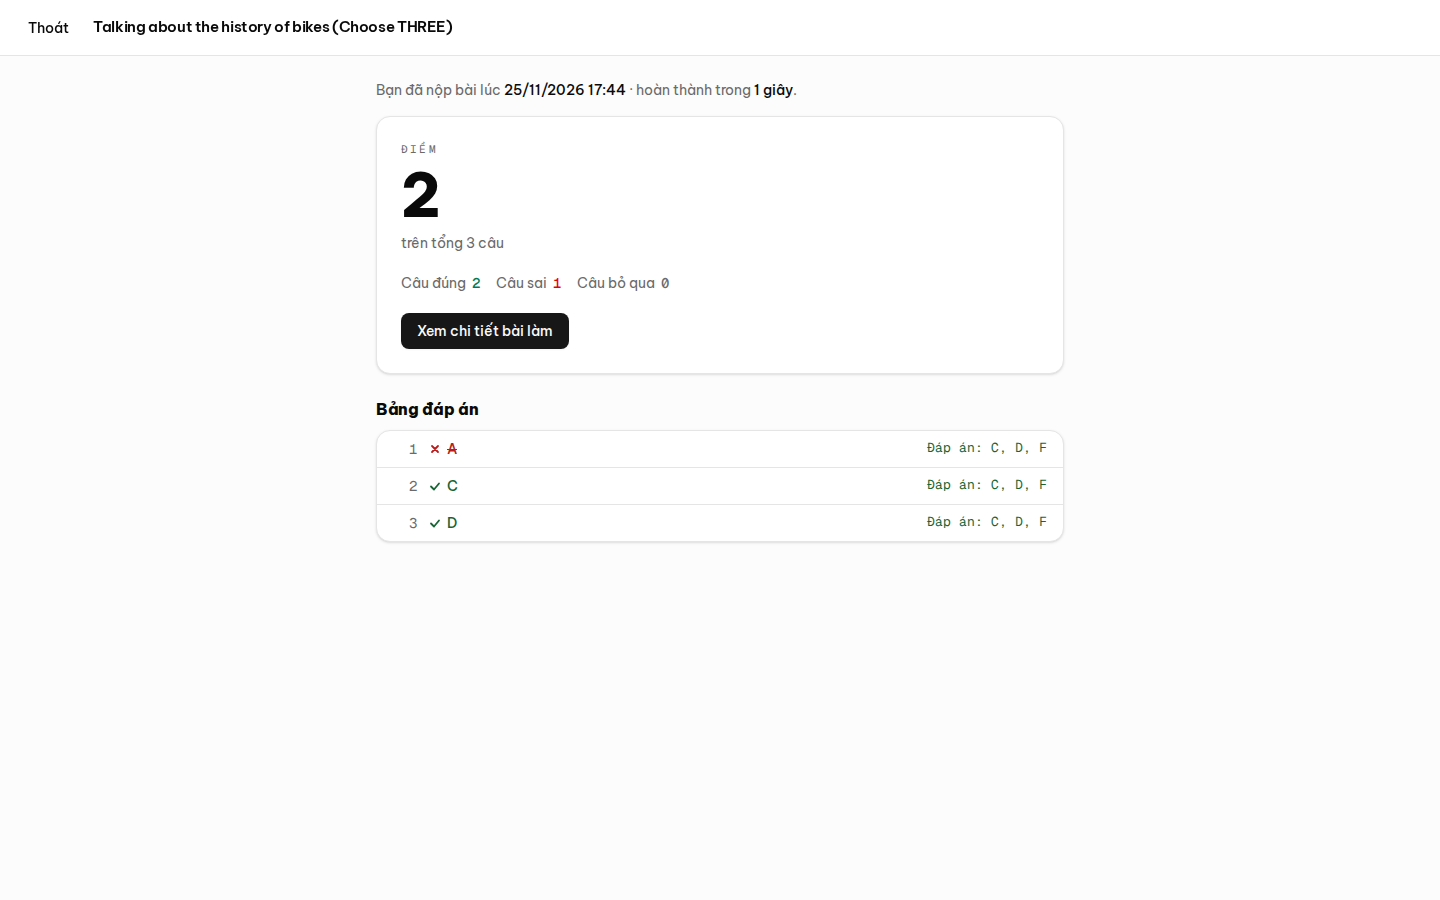 Thoát
Talking about the history of bikes (Choose THREE)
Bạn đã nộp bài lúc 25/11/2026 17:44 · hoàn thành trong 1 giây.
ĐIỂM
2
trên tổng 3 câu
Câu đúng 2 Câu sai 1 Câu bỏ qua 0
Xem chi tiết bài làm
Bảng đáp án
1 A Đáp án: C, D, F
2 C Đáp án: C, D, F
3 D Đáp án: C, D, F